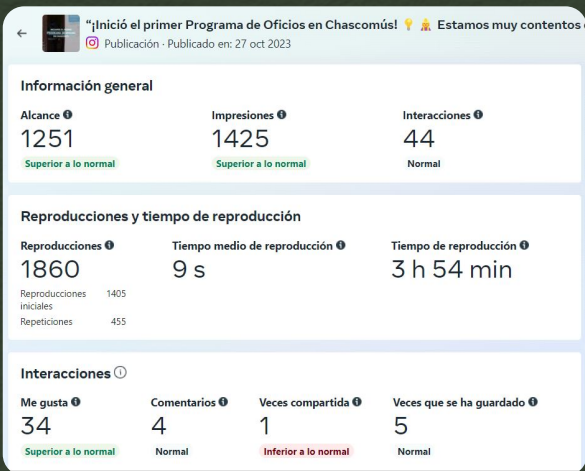 “¡Inició el primer Programa de Oficios en Chascomús! 💡 🎪 Estamos muy contentos
Publicación · Publicado en: 27 oct 2023
Información general
Alcance Impresiones Interacciones
1251 1425 44
Superior a lo normal Superior a lo normal Normal
Reproducciones y tiempo de reproducción
Reproducciones Tiempo medio de reproducción Tiempo de reproducción
1860 9 s 3 h 54 min
Reproducciones iniciales 1405
Repeticiones 455
Interacciones
Me gusta Comentarios Veces compartida Veces que se ha guardado
34 4 1 5
Superior a lo normal Normal Inferior a lo normal Normal